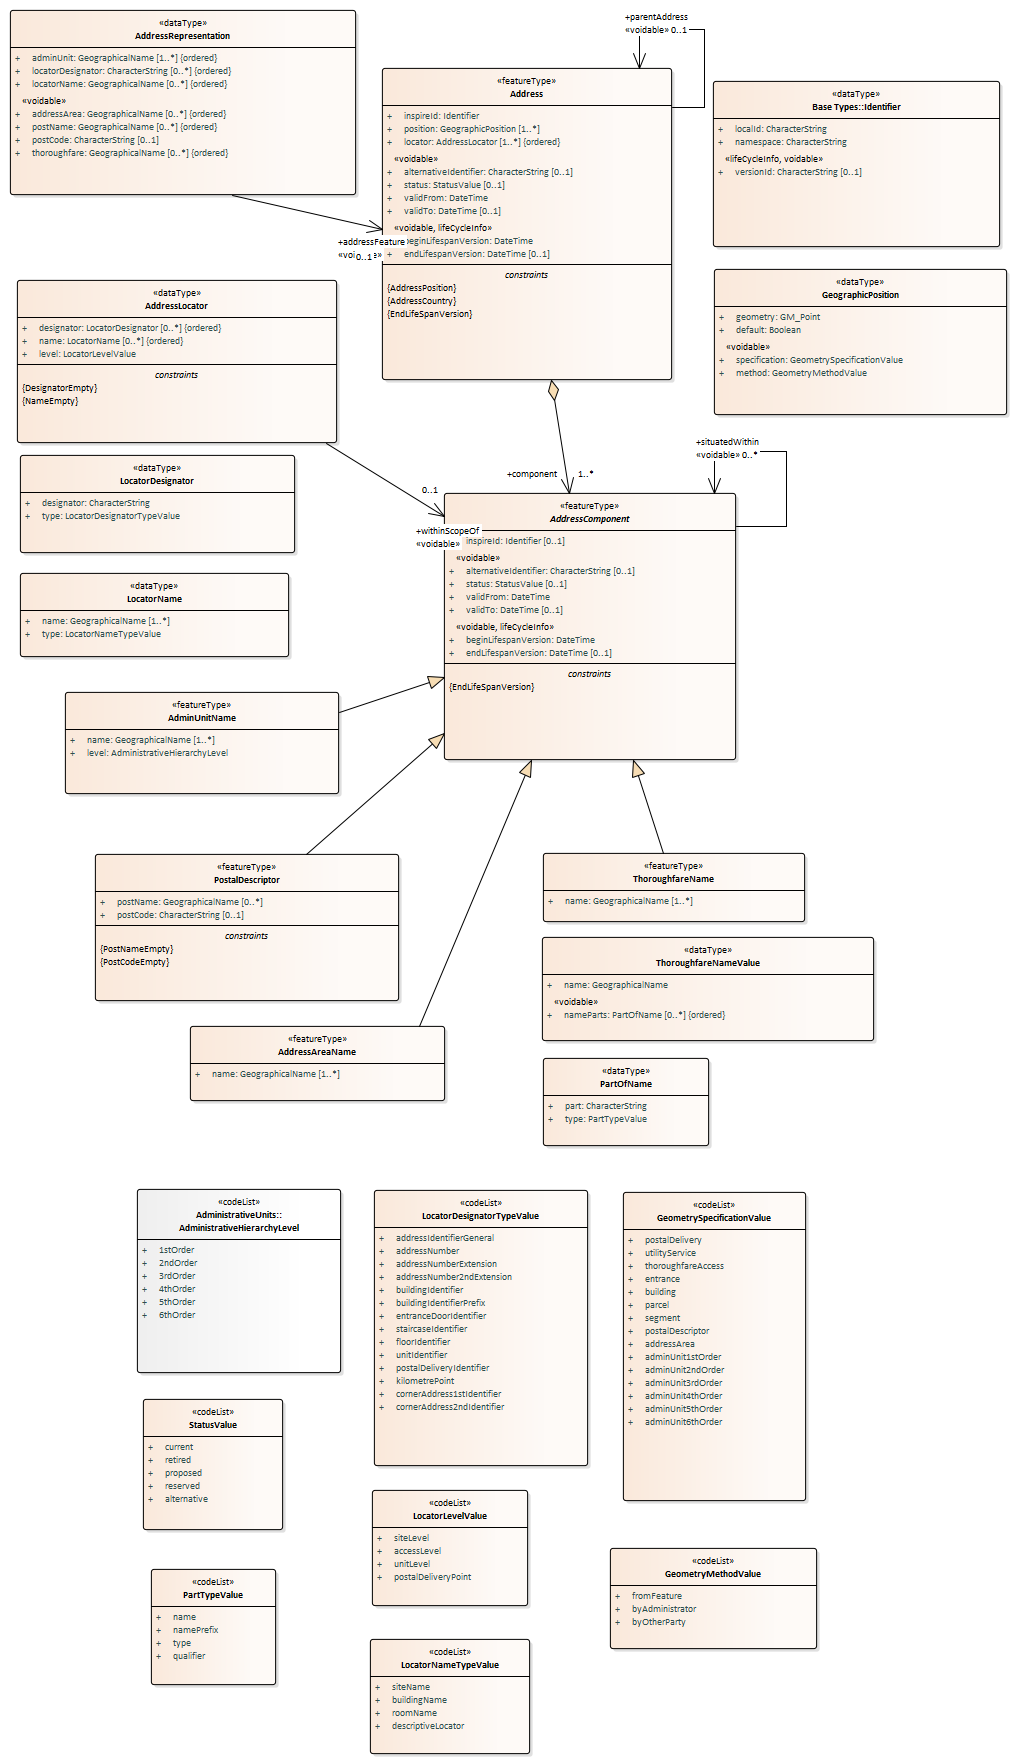 «dataType»
AddressRepresentation
+ adminUnit: GeographicalName [1..*] {ordered}
+ locatorDesignator: CharacterString [0..*] {ordered}
+ locatorName: GeographicalName [0..*] {ordered}
«voidable»
+ addressArea: GeographicalName [0..*] {ordered}
+ postName: GeographicalName [0..*] {ordered}
+ postCode: CharacterString [0..1]
+ thoroughfare: GeographicalName [0..*] {ordered}
+parentAddress
«voidable» 0..1
«featureType»
Address
+ inspireId: Identifier
+ position: GeographicPosition [1..*]
+ locator: AddressLocator [1..*] {ordered}
«voidable»
+ alternativeIdentifier: CharacterString [0..1]
+ status: StatusValue [0..1]
+ validFrom: DateTime
+ validTo: DateTime [0..1]
«voidable, lifeCycleInfo»
beginLifespanVersion: DateTime
+ endLifespanVersion: DateTime [0..1]
constraints
{AddressPosition}
{AddressCountry}
{EndLifeSpanVersion}
+addressFeature
0..1
«dataType»
Base Types::Identifier
+ localId: CharacterString
+ namespace: CharacterString
«lifeCycleInfo, voidable»
+ versionId: CharacterString [0..1]
«dataType»
GeographicPosition
+ geometry: GM_Point
+ default: Boolean
«voidable»
+ specification: GeometrySpecificationValue
+ method: GeometryMethodValue
«dataType»
AddressLocator
+ designator: LocatorDesignator [0..*] {ordered}
+ name: LocatorName [0..*] {ordered}
+ level: LocatorLevelValue
constraints
{DesignatorEmpty}
{NameEmpty}
«dataType»
LocatorDesignator
+ designator: CharacterString
+ type: LocatorDesignatorTypeValue
«dataType»
LocatorName
+ name: GeographicalName [1..*]
+ type: LocatorNameTypeValue
+component 1..*
0..1
+situatedWithin
«voidable» 0..*
+withinScopeOf
«voidable»
«featureType»
AddressComponent
inspireId: Identifier [0..1]
«voidable»
+ alternativeIdentifier: CharacterString [0..1]
+ status: StatusValue [0..1]
+ validFrom: DateTime
+ validTo: DateTime [0..1]
«voidable, lifeCycleInfo»
+ beginLifespanVersion: DateTime
+ endLifespanVersion: DateTime [0..1]
constraints
{EndLifeSpanVersion}
«featureType»
AdminUnitName
+ name: GeographicalName [1..*]
+ level: AdministrativeHierarchyLevel
«featureType»
PostalDescriptor
+ postName: GeographicalName [0..*]
+ postCode: CharacterString [0..1]
constraints
{PostNameEmpty}
{PostCodeEmpty}
«featureType»
ThoroughfareName
+ name: GeographicalName [1..*]
«dataType»
ThoroughfareNameValue
+ name: GeographicalName
«voidable»
+ nameParts: PartOfName [0..*] {ordered}
«featureType»
AddressAreaName
+ name: GeographicalName [1..*]
«dataType»
PartOfName
+ part: CharacterString
+ type: PartTypeValue
«codeList»
AdministrativeUnits::
AdministrativeHierarchyLevel
+ 1stOrder
+ 2ndOrder
+ 3rdOrder
+ 4thOrder
+ 5thOrder
+ 6thOrder
«codeList»
LocatorDesignatorTypeValue
+ addressIdentifierGeneral
+ addressNumber
+ addressNumberExtension
+ addressNumber2ndExtension
+ buildingIdentifier
+ buildingIdentifierPrefix
+ entranceDoorIdentifier
+ staircaseIdentifier
+ floorIdentifier
+ unitIdentifier
+ postalDeliveryIdentifier
+ kilometrePoint
+ cornerAddress1stIdentifier
+ cornerAddress2ndIdentifier
«codeList»
GeometrySpecificationValue
+ postalDelivery
+ utilityService
+ thoroughfareAccess
+ entrance
+ building
+ parcel
+ segment
+ postalDescriptor
+ addressArea
+ adminUnit1stOrder
+ adminUnit2ndOrder
+ adminUnit3rdOrder
+ adminUnit4thOrder
+ adminUnit5thOrder
+ adminUnit6thOrder
«codeList»
StatusValue
+ current
+ retired
+ proposed
+ reserved
+ alternative
«codeList»
LocatorLevelValue
+ siteLevel
+ accessLevel
+ unitLevel
+ postalDeliveryPoint
«codeList»
GeometryMethodValue
+ fromFeature
+ byAdministrator
+ byOtherParty
«codeList»
PartTypeValue
+ name
+ namePrefix
+ type
+ qualifier
«codeList»
LocatorNameTypeValue
+ siteName
+ buildingName
+ roomName
+ descriptiveLocator